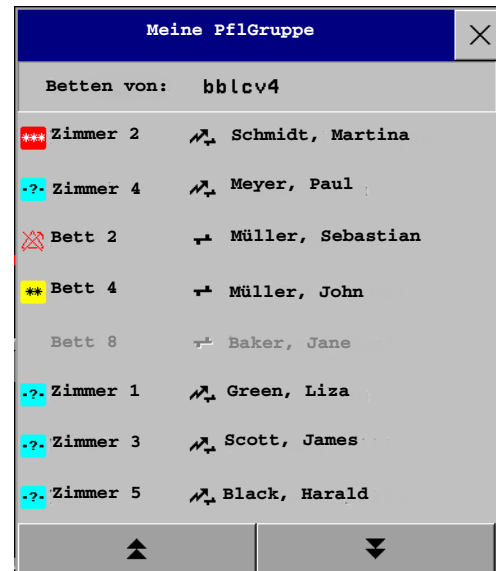 Meine PflGruppe
Betten von: bblcv4
*** Zimmer 2 Schmidt, Martina
-?- Zimmer 4 Meyer, Paul
Bett 2 Müller, Sebastian
** Bett 4 Müller, John
Bett 8 Baker, Jane
-?- Zimmer 1 Green, Liza
-?- Zimmer 3 Scott, James
-?- Zimmer 5 Black, Harald